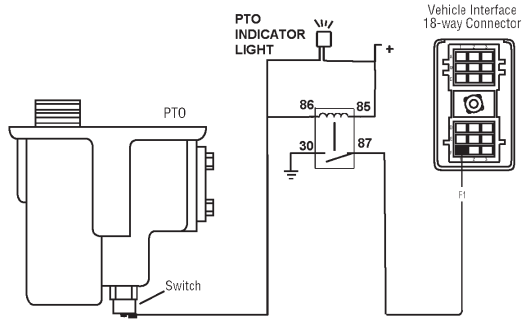 PTO
INDICATOR
LIGHT
+
Vehicle Interface
18-way Connector
PTO
86
85
30
87
F1
Switch